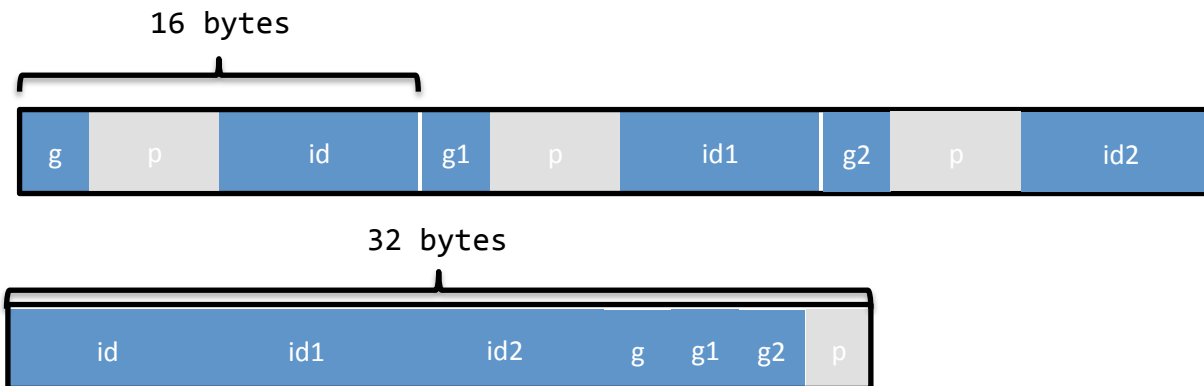 16 bytes
g p id g1 p id1 g2 p id2
32 bytes
id id1 id2 g g1 g2 p